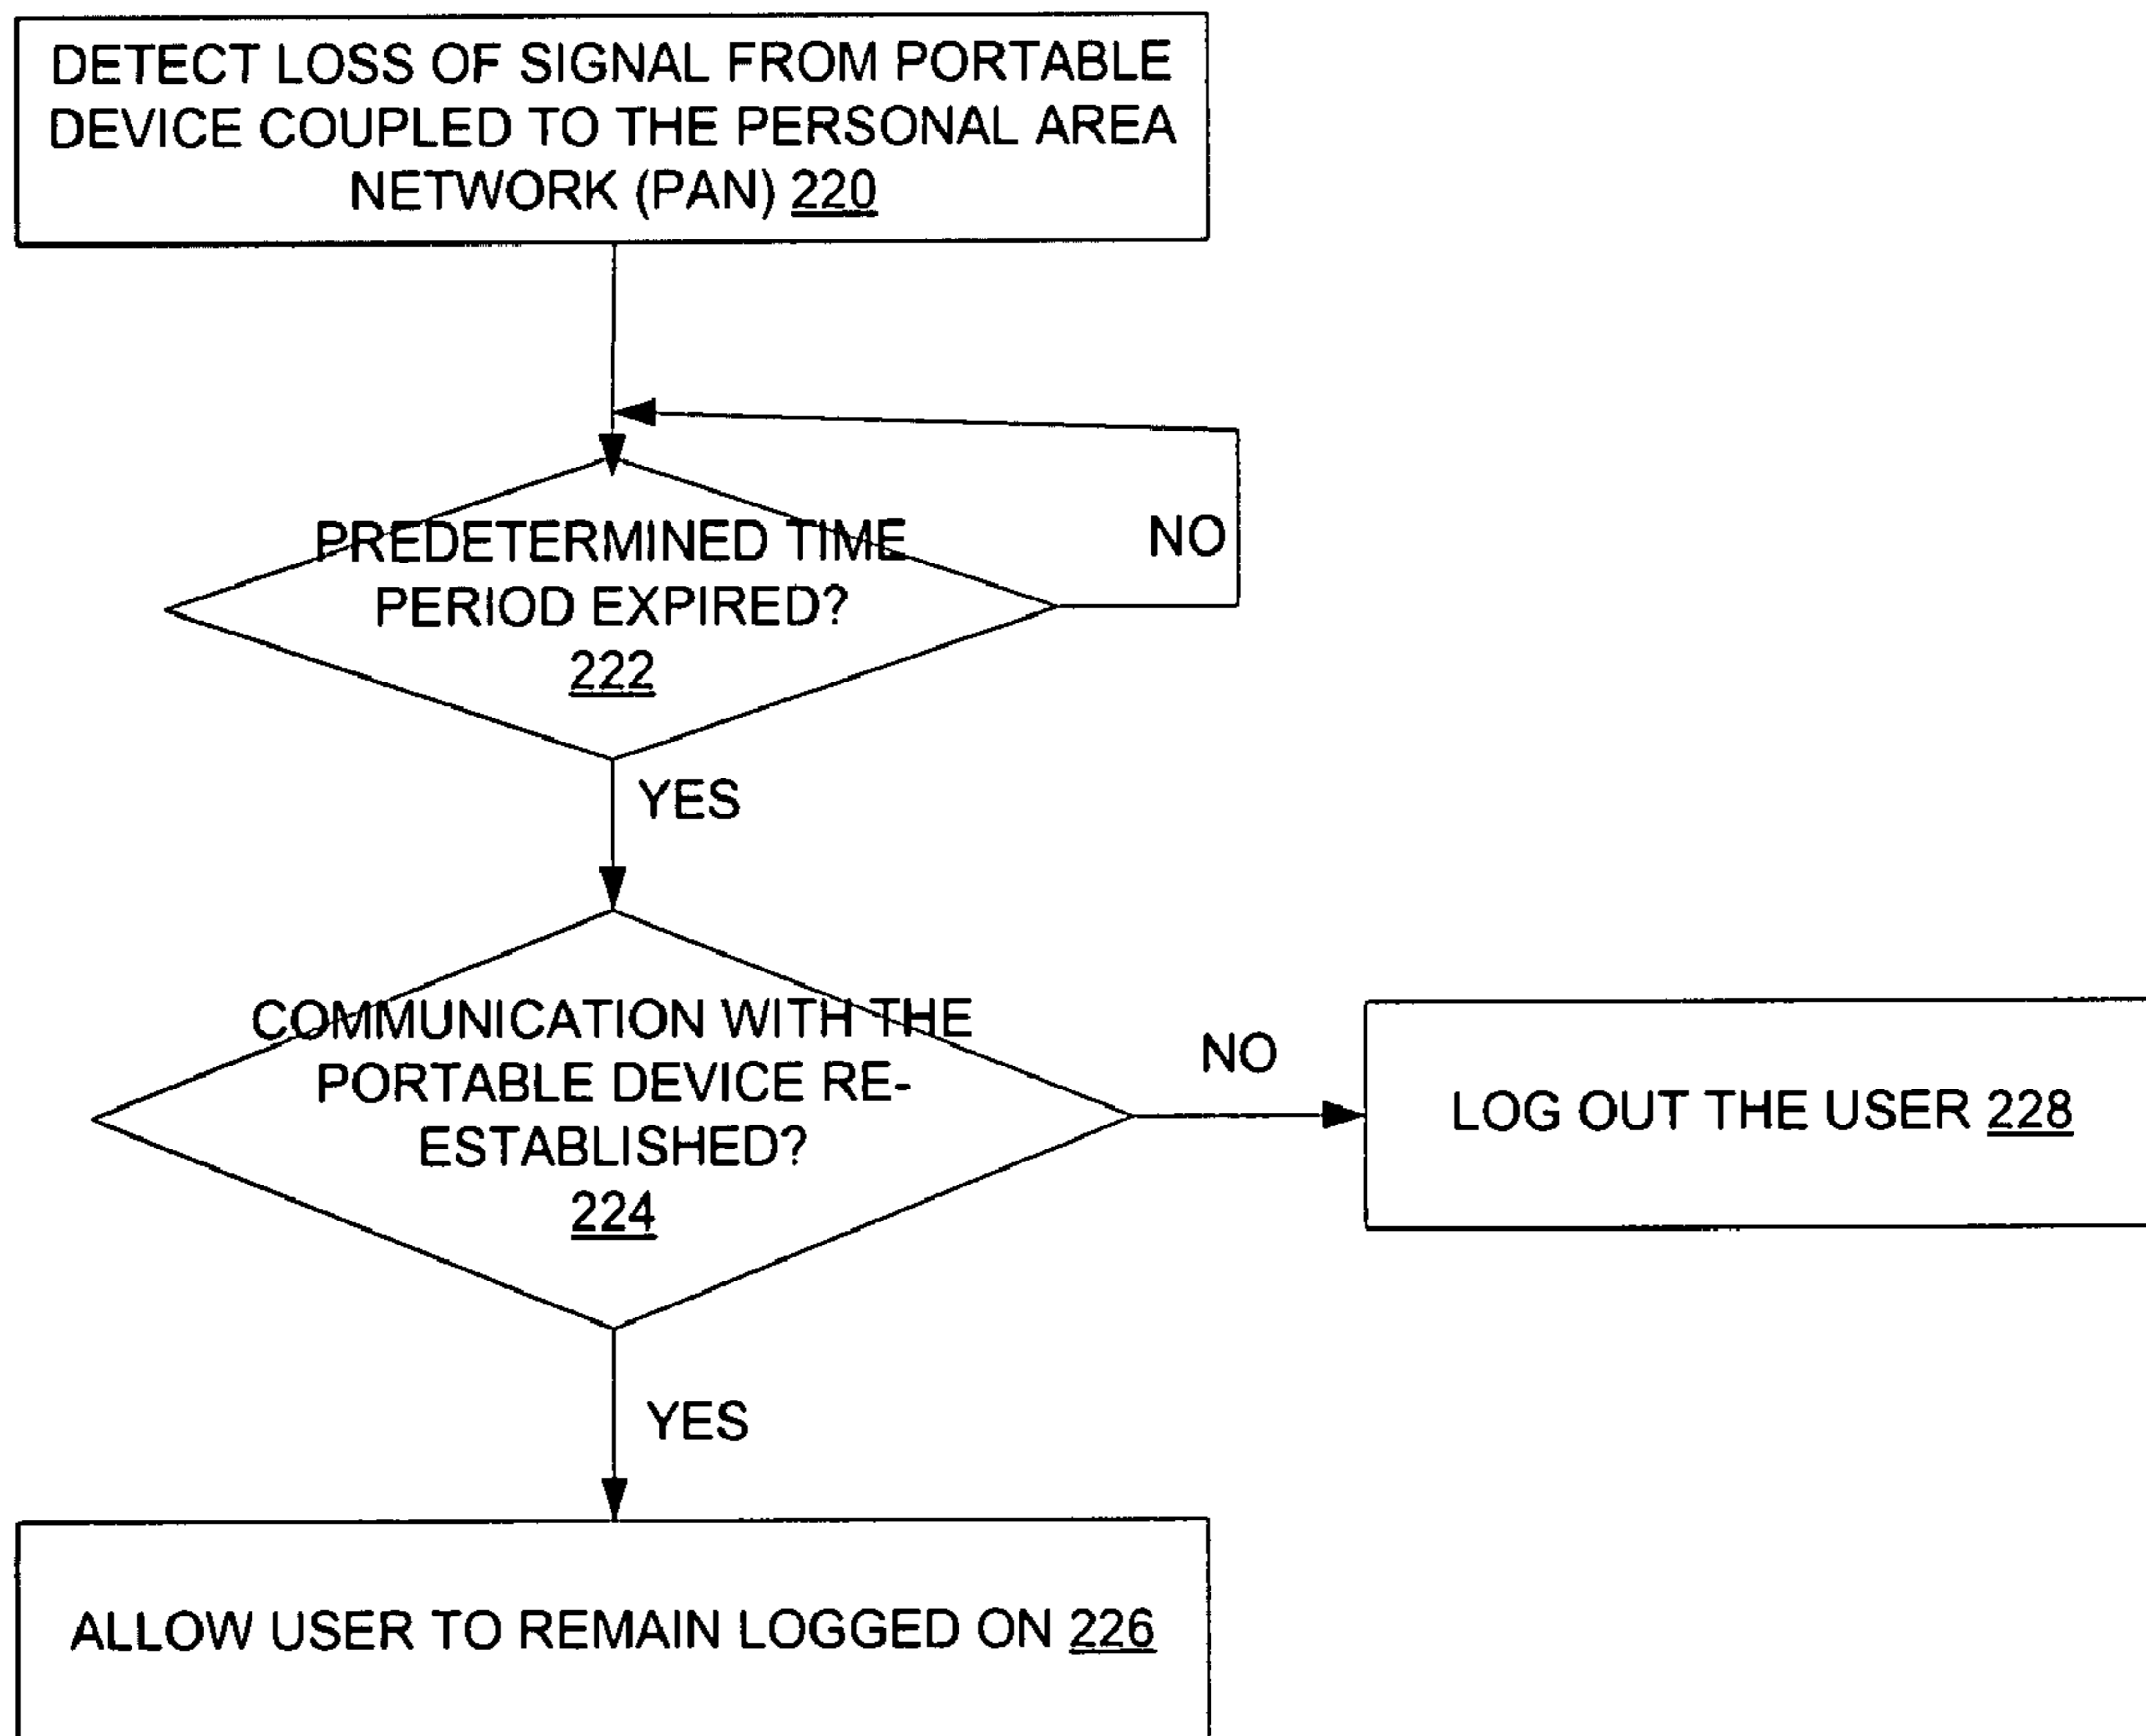 DETECT LOSS OF SIGNAL FROM PORTABLE
DEVICE COUPLED TO THE PERSONAL AREA
NETWORK (PAN) 220
PREDETERMINED TIME
PERIOD EXPIRED?
222
NO
YES
COMMUNICATION WITH THE
PORTABLE DEVICE RE-
ESTABLISHED?
224
NO
LOG OUT THE USER 228
YES
ALLOW USER TO REMAIN LOGGED ON 226